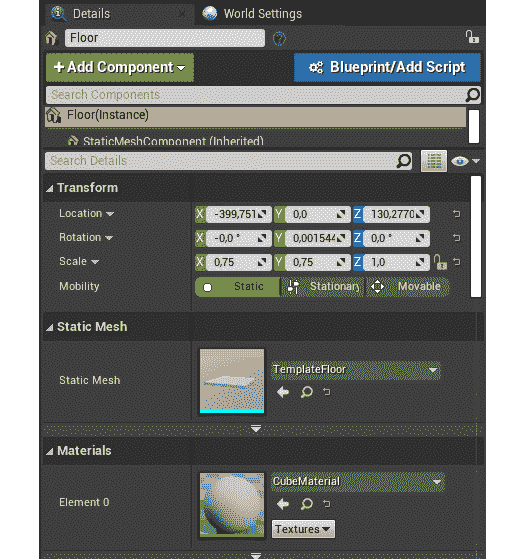 Details
World Settings
Floor
+ Add Component
Blueprint/Add Script
Search Components
Floor(Instance)
StaticMeshComponent (Inherited)
Search Details
Transform
Location X -399,751 Y 0,0 Z 130,2770
Rotation X -0,0 ° Y 0,001544 Z 0,0 °
Scale X 0,75 Y 0,75 Z 1,0
Mobility Static Stationary Movable
Static Mesh
Static Mesh TemplateFloor
Materials
Element 0 CubeMaterial
Textures